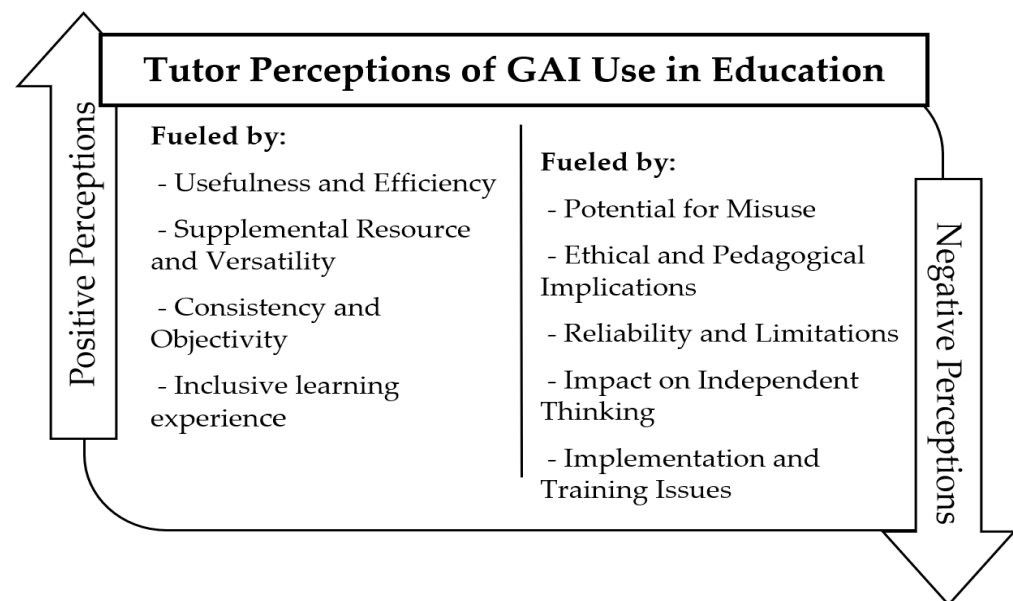 Tutor Perceptions of GAI Use in Education
Positive Perceptions
Fueled by:
- Usefulness and Efficiency
- Supplemental Resource
and Versatility
- Consistency and
Objectivity
- Inclusive learning
experience
Fueled by:
- Potential for Misuse
- Ethical and Pedagogical
Implications
- Reliability and Limitations
- Impact on Independent
Thinking
- Implementation and
Training Issues
Negative Perceptions